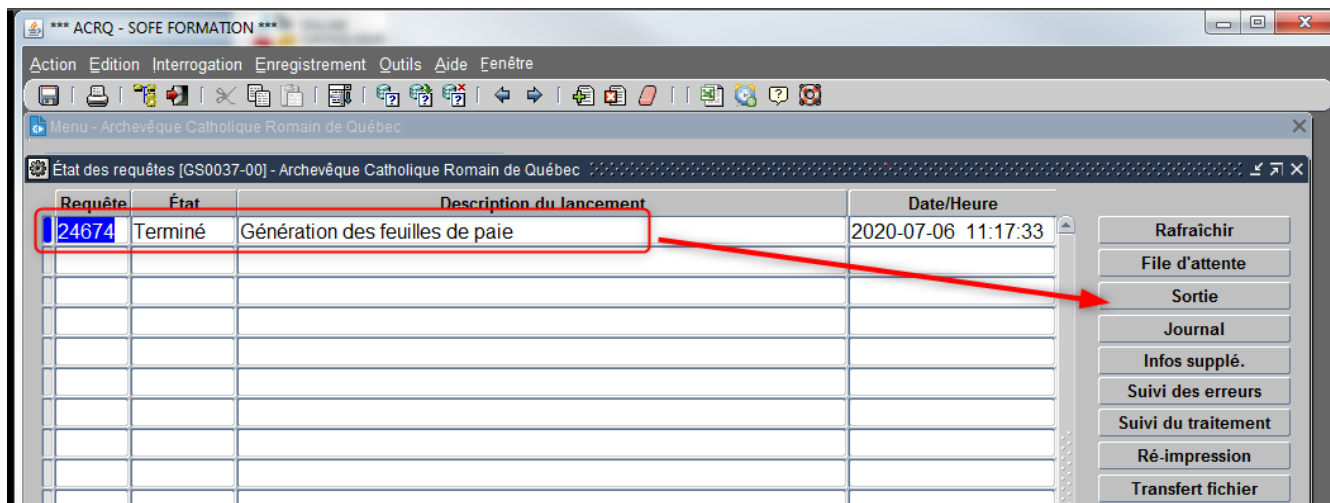 *** ACRQ - SOFE FORMATION ***
Action Edition Interrogation Enregistrement Outils Aide Fenêtre
Menu - Archevêque Catholique Romain de Québec
État des requêtes [GS0037-00] - Archevêque Catholique Romain de Québec
Requête État Description du lancement Date/Heure
24674 Terminé Génération des feuilles de paie 2020-07-06 11:17:33
Rafraîchir
File d'attente
Sortie
Journal
Infos supplé.
Suivi des erreurs
Suivi du traitement
Ré-impression
Transfert fichier